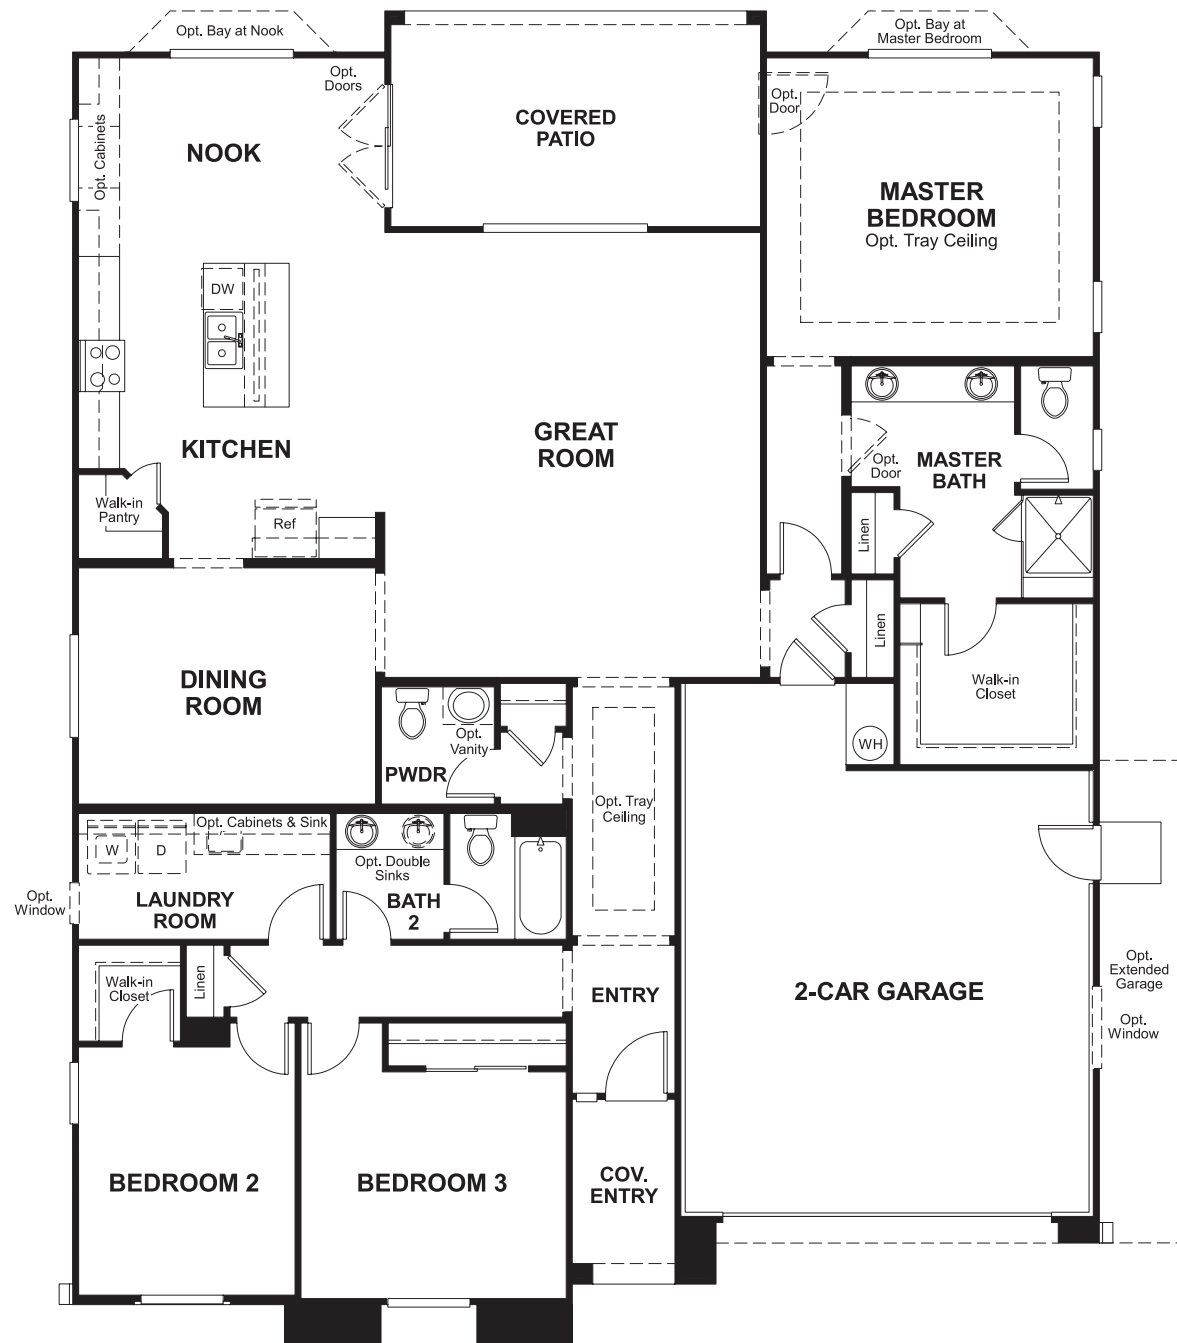 Opt. Bay at Nook
Opt. Bay at
Master Bedroom
Opt.
Doors
Opt.
Door
Opt. Cabinets
NOOK
COVERED
PATIO
MASTER
BEDROOM
Opt. Tray Ceiling
DW
KITCHEN
GREAT
ROOM
Opt.
Door
MASTER
BATH
Walk-in
Pantry
Ref
Linen
Linen
DINING
ROOM
Walk-in
Closet
Opt.
Vanity
PWDR
WH
Opt. Tray
Ceiling
Opt. Cabinets & Sink
W
D
Opt. Double
Sinks
Opt.
Window
LAUNDRY
ROOM
BATH
2
Walk-in
Closet
Linen
ENTRY
2-CAR GARAGE
Opt.
Extended
Garage
Opt.
Window
BEDROOM 2
BEDROOM 3
COV.
ENTRY